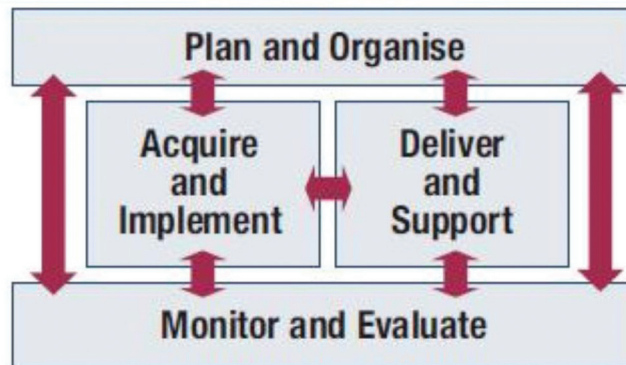 Plan and Organise
Acquire
and
Implement
Deliver
and
Support
Monitor and Evaluate